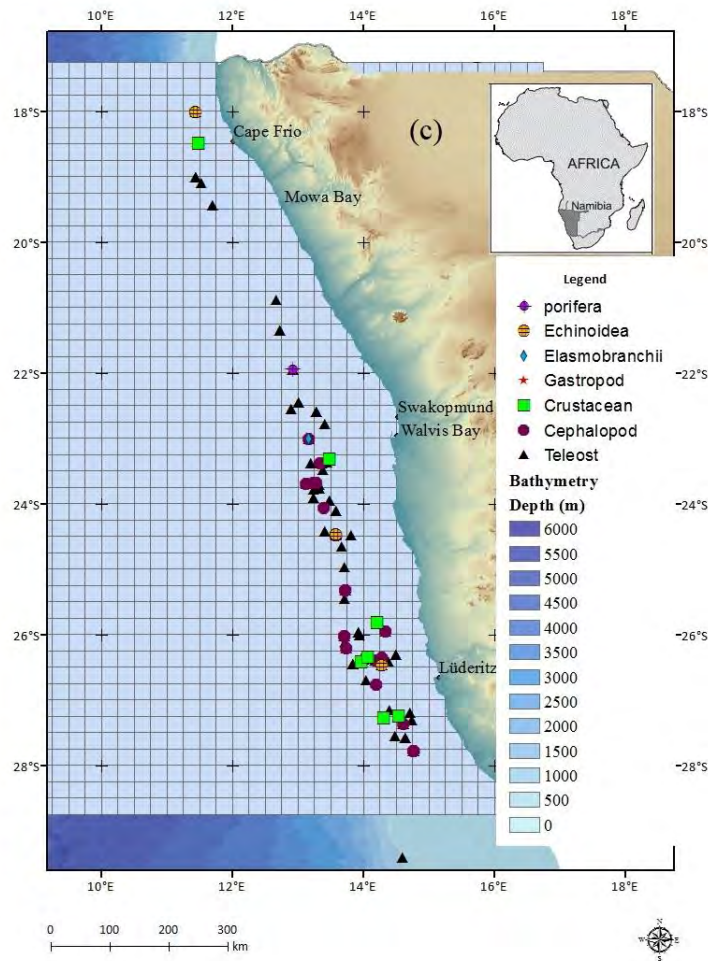 10°E 12°E 14°E 16°E
18°S 18°S
20°S 20°S
22°S 22°S
24°S 24°S
26°S 26°S
28°S 28°S
(c)
Cape Frio
Mowa Bay
Swakopmund
Walvis Bay
Lüderitz
AFRICA
Namibia
Legend
porifera
Echinoidea
Elasmobranchii
Gastropod
Crustacean
Cephalopod
Teleost
Bathymetry
Depth (m)
6000
5500
5000
4500
4000
3500
3000
2500
2000
1500
1000
500
0
10°E 12°E 14°E 16°E 18°E
0 100 200 300
km
N
W E
S